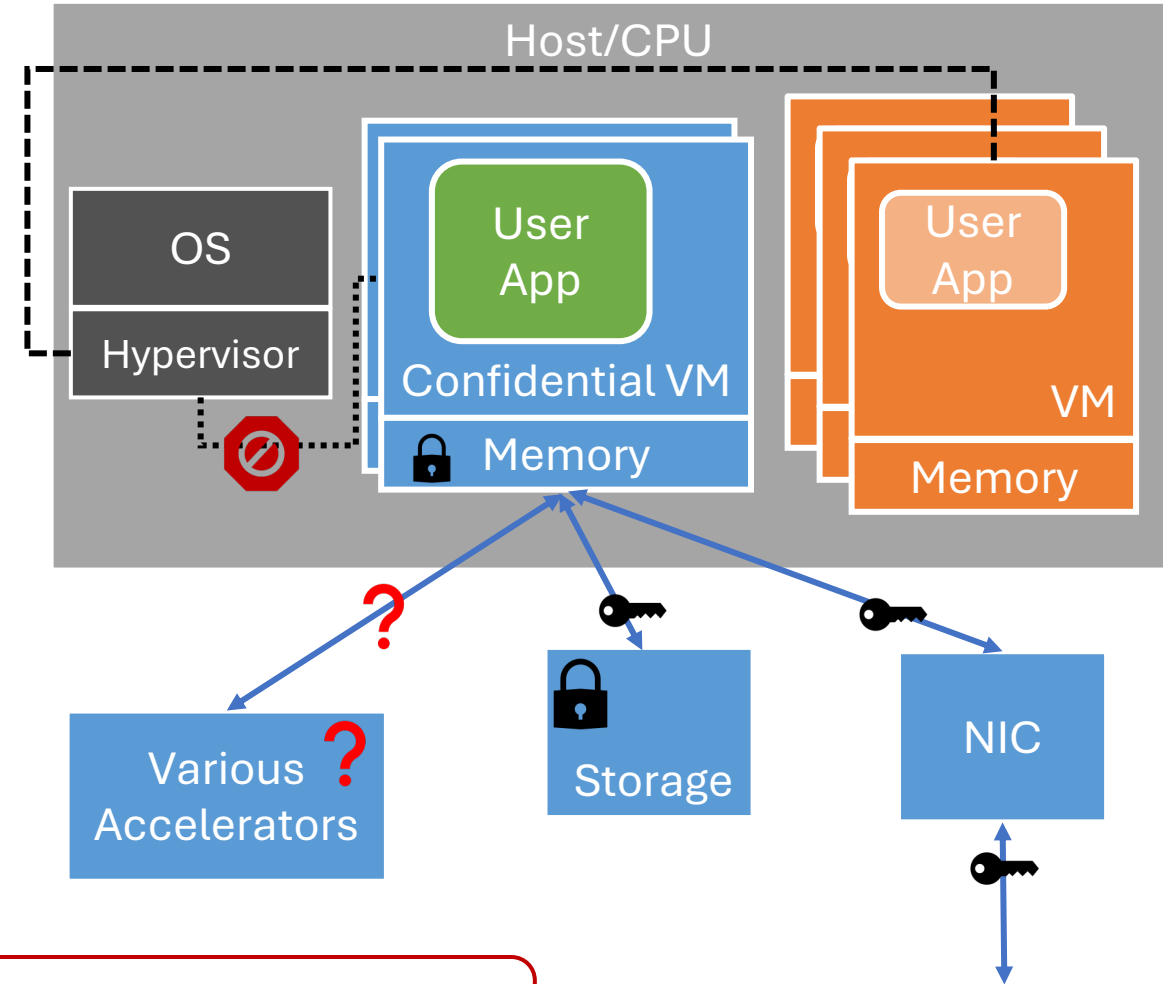 Host/CPU
OS
Hypervisor
User
App
Confidential VM
Memory
User
App
VM
Memory
?
?
Various
Accelerators
Storage
NIC